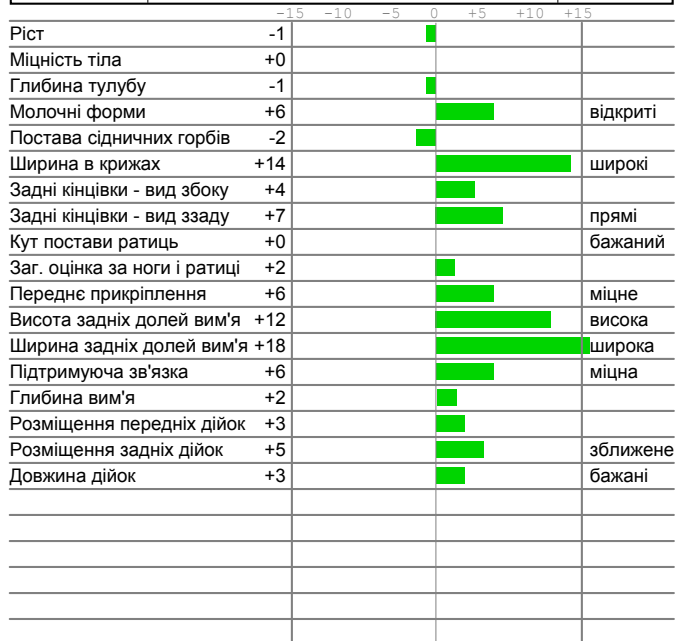 -15 -10 -5 0 +5 +10 +15
Ріст -1
Міцність тіла +0
Глибина тулубу -1
Молочні форми +6 відкриті
Постава сідничних горбів -2
Ширина в крижах +14 широкі
Задні кінцівки - вид збоку +4
Задні кінцівки - вид ззаду +7 прямі
Кут постави ратиць +0 бажаний
Заг. оцінка за ноги і ратиці +2
Переднє прикріплення +6 міцне
Висота задніх долей вим'я +12 висока
Ширина задніх долей вим'я +18 широка
Підтримуюча зв'язка +6 міцна
Глибина вим'я +2
Розміщення передніх дійок +3
Розміщення задніх дійок +5 зближене
Довжина дійок +3 бажані